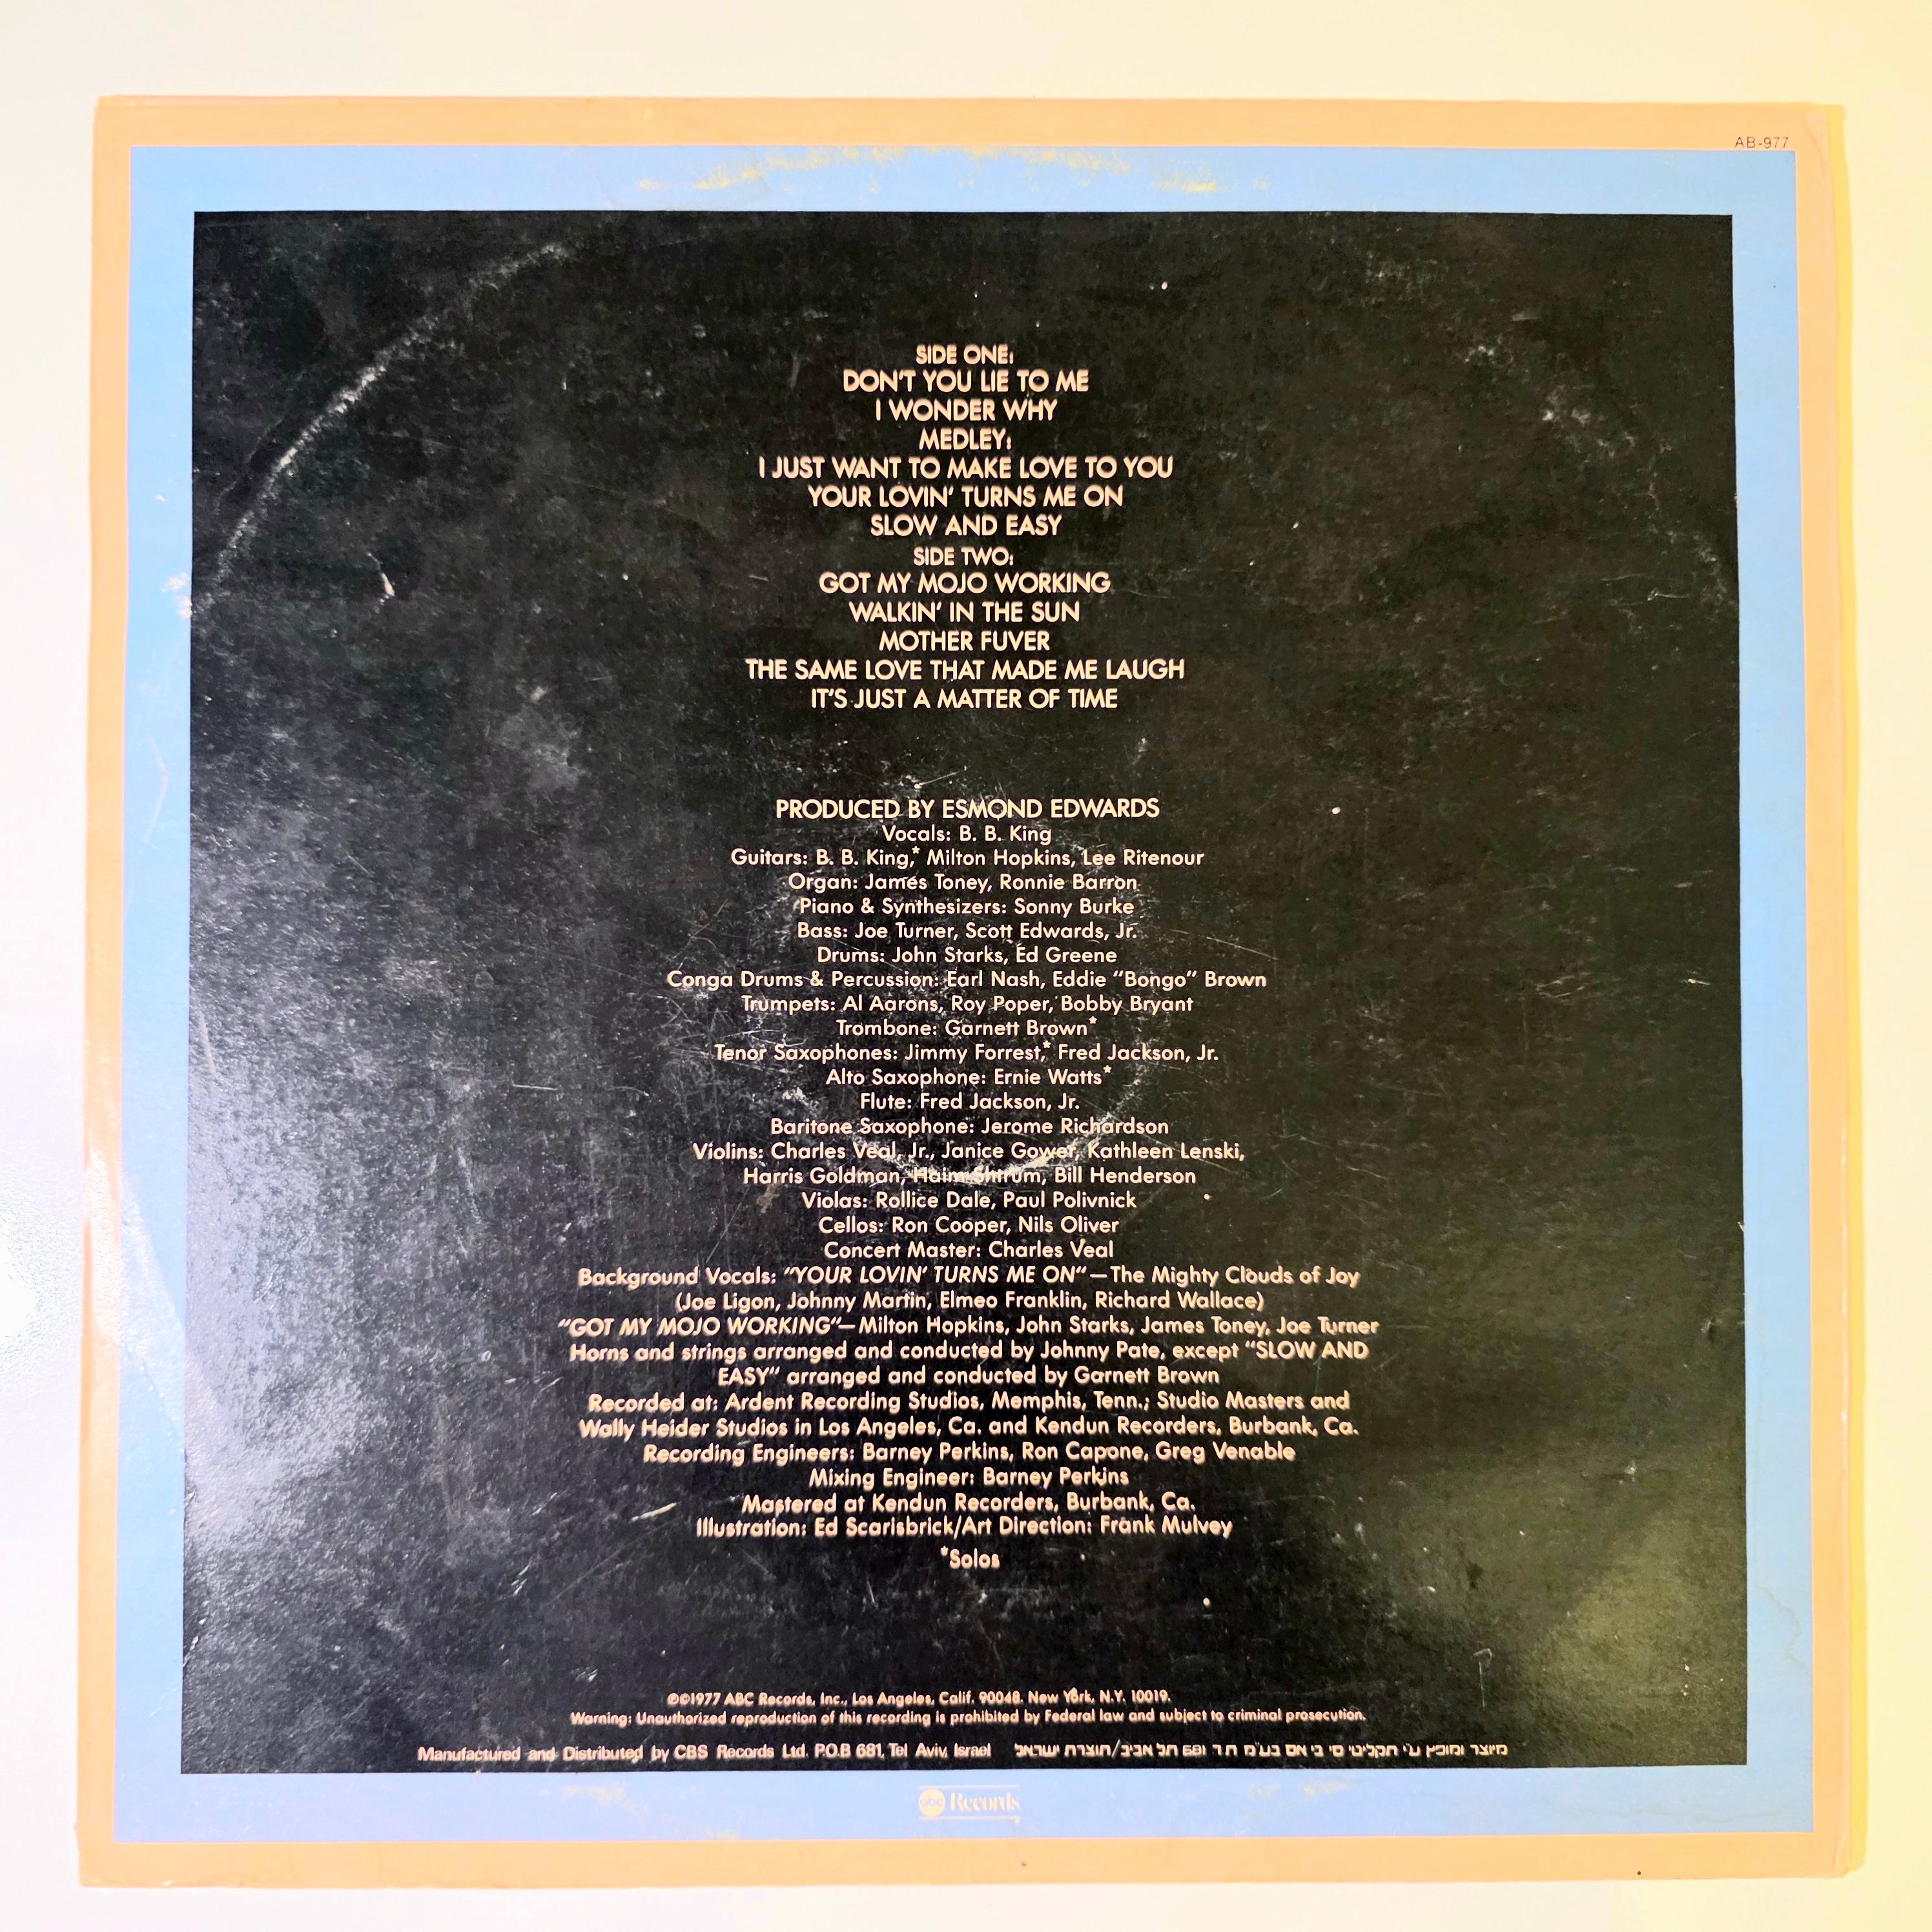 AB-977
SIDE ONE:
DON'T YOU LIE TO ME
I WONDER WHY
MEDLEY:
I JUST WANT TO MAKE LOVE TO YOU
YOUR LOVIN' TURNS ME ON
SLOW AND EASY
SIDE TWO:
GOT MY MOJO WORKING
WALKIN' IN THE SUN
MOTHER FUVER
THE SAME LOVE THAT MADE ME LAUGH
IT'S JUST A MATTER OF TIME
PRODUCED BY ESMOND EDWARDS
Vocals: B. B. King
Guitars: B. B. King,* Milton Hopkins, Lee Ritenour
Organ: James Toney, Ronnie Barron
Piano & Synthesizers: Sonny Burke
Bass: Joe Turner, Scott Edwards, Jr.
Drums: John Starks, Ed Greene
Conga Drums & Percussion: Earl Nash, Eddie "Bongo" Brown
Trumpets: Al Aarons, Roy Poper, Bobby Bryant
Trombone: Garnett Brown*
Tenor Saxophones: Jimmy Forrest,* Fred Jackson, Jr.
Alto Saxophone: Ernie Watts*
Flute: Fred Jackson, Jr.
Baritone Saxophone: Jerome Richardson
Violins: Charles Veal, Jr., Janice Gower, Kathleen Lenski,
Harris Goldman, Haim Shtrum, Bill Henderson
Violas: Rollice Dale, Paul Polivnick
Cellos: Ron Cooper, Nils Oliver
Concert Master: Charles Veal
Background Vocals: "YOUR LOVIN' TURNS ME ON"—The Mighty Clouds of Joy
(Joe Ligon, Johnny Martin, Elmeo Franklin, Richard Wallace)
"GOT MY MOJO WORKING"—Milton Hopkins, John Starks, James Toney, Joe Turner
Horns and strings arranged and conducted by Johnny Pate, except "SLOW AND
EASY" arranged and conducted by Garnett Brown
Recorded at: Ardent Recording Studios, Memphis, Tenn.; Studio Masters and
Wally Heider Studios in Los Angeles, Ca. and Kendun Recorders, Burbank, Ca.
Recording Engineers: Barney Perkins, Ron Capone, Greg Venable
Mixing Engineer: Barney Perkins
Mastered at Kendun Recorders, Burbank, Ca.
Illustration: Ed Scarisbrick/Art Direction: Frank Mulvey
*Solos
℗©1977 ABC Records, Inc., Los Angeles, Calif. 90048. New York, N.Y. 10019.
Warning: Unauthorized reproduction of this recording is prohibited by Federal law and subject to criminal prosecution.
Manufactured and Distributed by CBS Records Ltd. P.O.B 681, Tel Aviv, Israel מיוצר ומופץ ע"י תקליטי סי בי אס בע"מ ת ד 681 תל אביב/תוצרת ישראל
abc Records